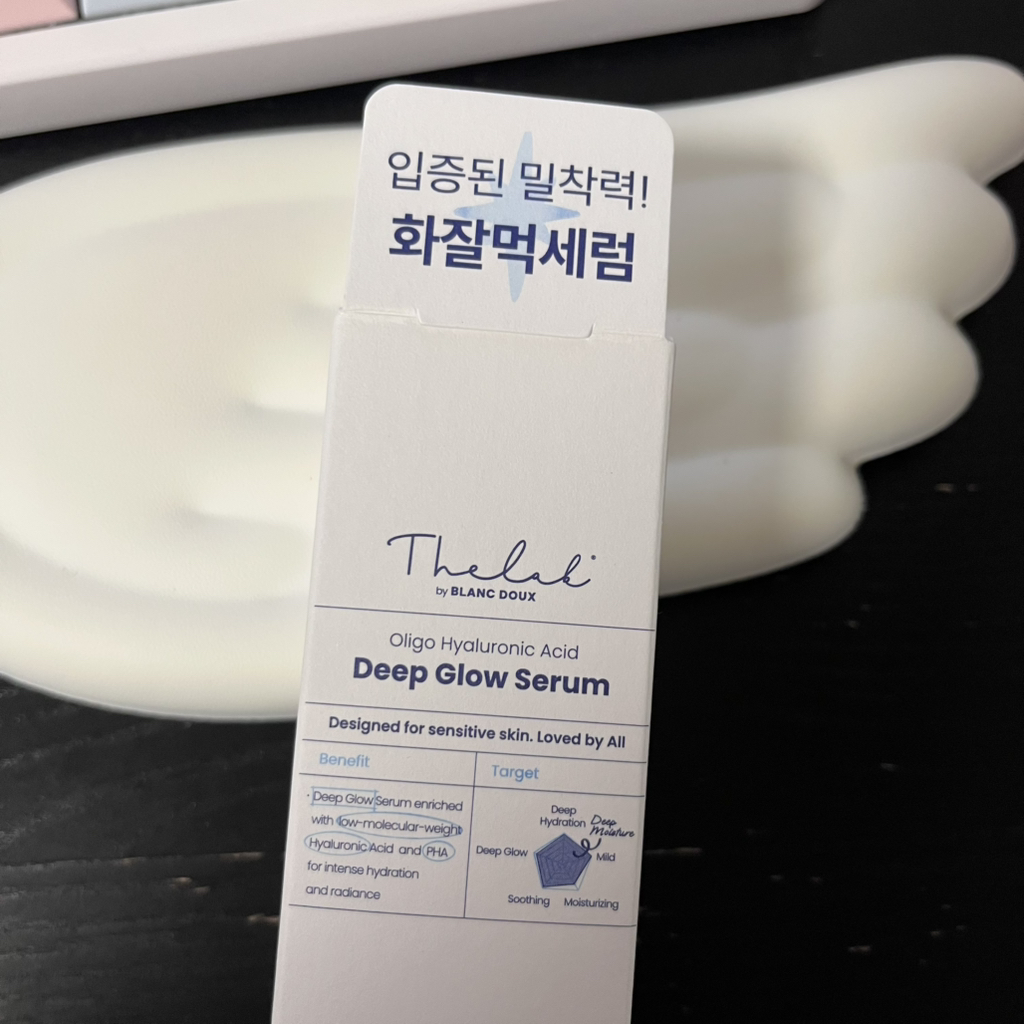 입증된 밀착력!
화잘먹세럼
Thelab°
by BLANC DOUX
Oligo Hyaluronic Acid
Deep Glow Serum
Designed for sensitive skin. Loved by All
Benefit
· Deep Glow Serum enriched
with low-molecular-weight
Hyaluronic Acid and PHA
for intense hydration
and radiance
Target
Deep
Hydration
Deep
Moisture
Deep Glow
Mild
Soothing
Moisturizing